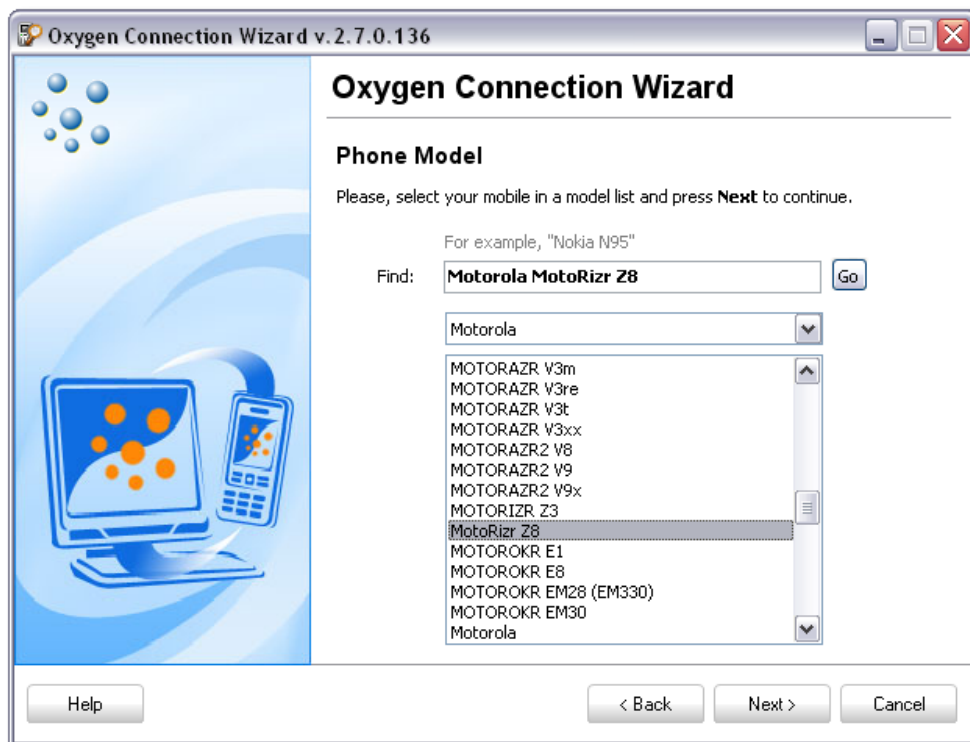 Oxygen Connection Wizard v.2.7.0.136
Oxygen Connection Wizard
Phone Model
Please, select your mobile in a model list and press Next to continue.
For example, "Nokia N95"
Find: Motorola MotoRizr Z8 Go
Motorola
MOTORAZR V3m
MOTORAZR V3re
MOTORAZR V3t
MOTORAZR V3xx
MOTORAZR2 V8
MOTORAZR2 V9
MOTORAZR2 V9x
MOTORIZR Z3
MotoRizr Z8
MOTOROKR E1
MOTOROKR E8
MOTOROKR EM28 (EM330)
MOTOROKR EM30
Motorola
Help < Back Next > Cancel